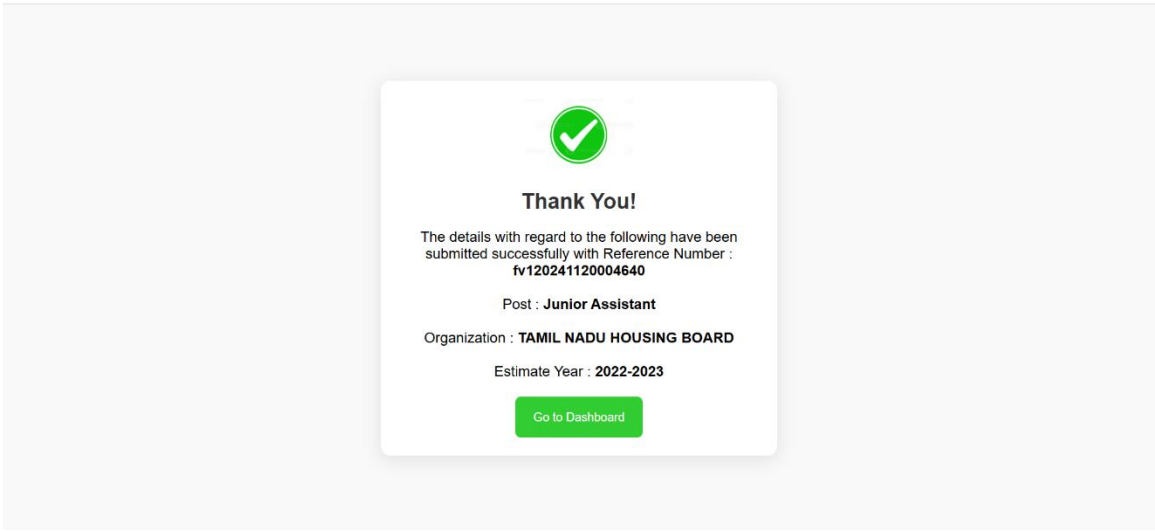 Thank You!
The details with regard to the following have been
submitted successfully with Reference Number :
fv120241120004640
Post : Junior Assistant
Organization : TAMIL NADU HOUSING BOARD
Estimate Year : 2022-2023
Go to Dashboard